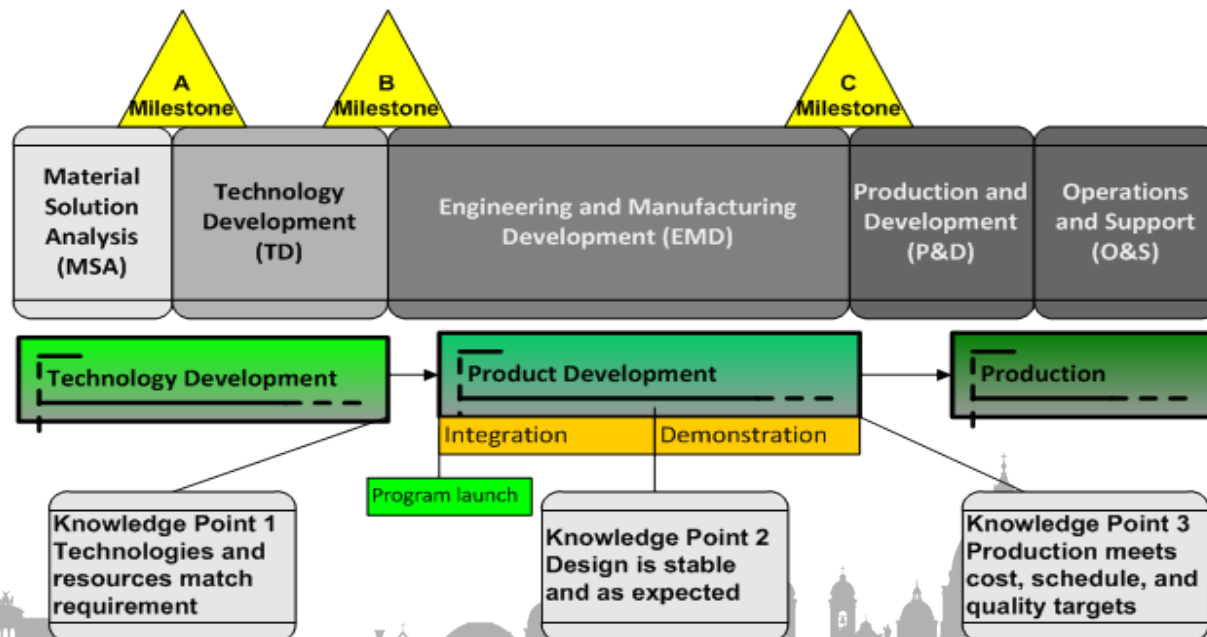 A
Milestone
B
Milestone
C
Milestone
Material
Solution
Analysis
(MSA)
Technology
Development
(TD)
Engineering and Manufacturing
Development (EMD)
Production and
Development
(P&D)
Operations
and Support
(O&S)
Technology Development
Product Development
Production
Integration
Demonstration
Program launch
Knowledge Point 1
Technologies and
resources match
requirement
Knowledge Point 2
Design is stable
and as expected
Knowledge Point 3
Production meets
cost, schedule, and
quality targets